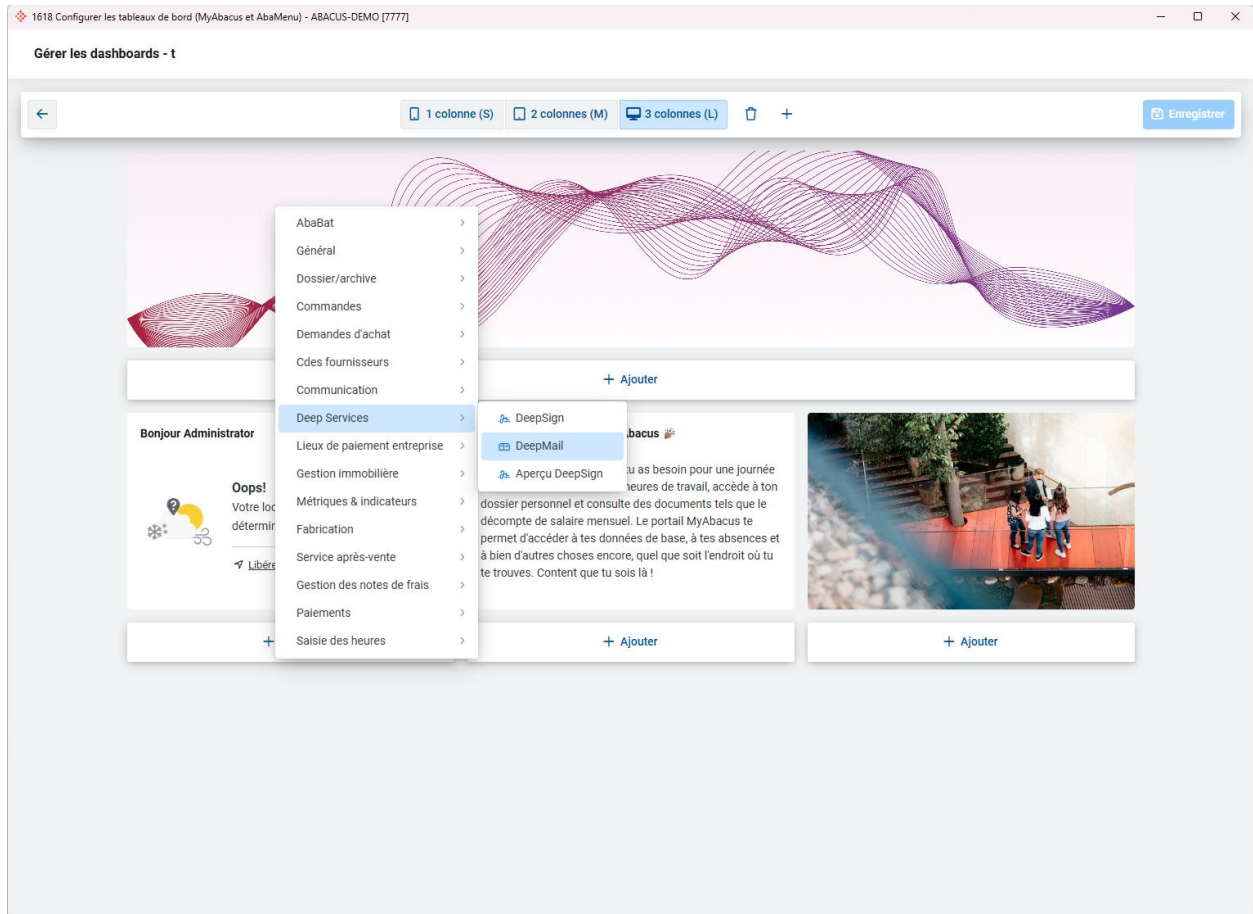 1618 Configurer les tableaux de bord (MyAbacus et AbaMenu) - ABACUS-DEMO [7777]
Gérer les dashboards - t
1 colonne (S)
2 colonnes (M)
3 colonnes (L)
Enregistrer
AbaBat
Général
Dossier/archive
Commandes
Demandes d'achat
Cdes fournisseurs
Communication
Deep Services
Lieux de paiement entreprise
Gestion immobilière
Métriques & indicateurs
Fabrication
Service après-vente
Gestion des notes de frais
Paiements
Saisie des heures
DeepSign
DeepMail
Aperçu DeepSign
+ Ajouter
Bonjour Administrator
Oops!
Votre
Abacus 🎉
tu as besoin pour une journée
heures de travail, accède à ton
dossier personnel et consulte des documents tels que le
décompte de salaire mensuel. Le portail MyAbacus te
permet d'accéder à tes données de base, à tes absences et
à bien d'autres choses encore, quel que soit l'endroit où tu
te trouves. Content que tu sois là !
+
+ Ajouter
+ Ajouter